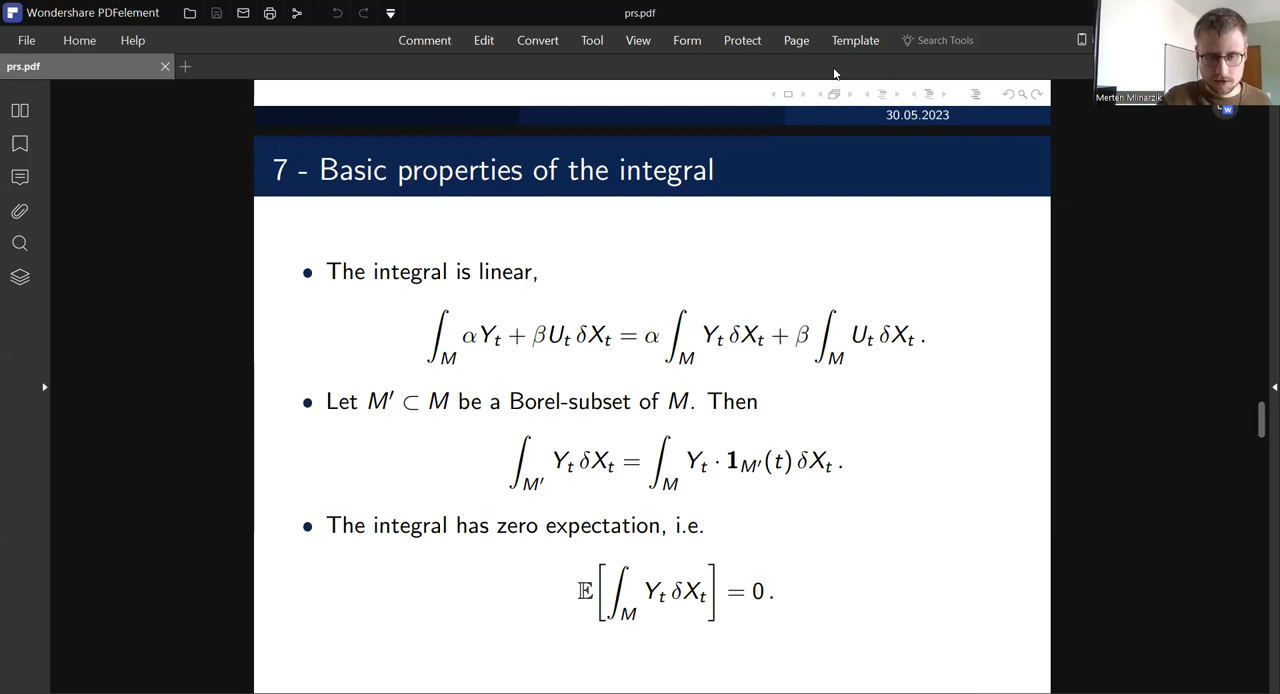 Wondershare PDFelement
prs.pdf
File Home Help Comment Edit Convert Tool View Form Protect Page Template Search Tools
prs.pdf
Merten Mlinarzik
W
30.05.2023
7 - Basic properties of the integral
• The integral is linear,
∫_M αY_t + βU_t δX_t = α ∫_M Y_t δX_t + β ∫_M U_t δX_t .
• Let M′ ⊂ M be a Borel-subset of M. Then
∫_{M′} Y_t δX_t = ∫_M Y_t · 𝟏_{M′}(t) δX_t .
• The integral has zero expectation, i.e.
𝔼[∫_M Y_t δX_t] = 0 .